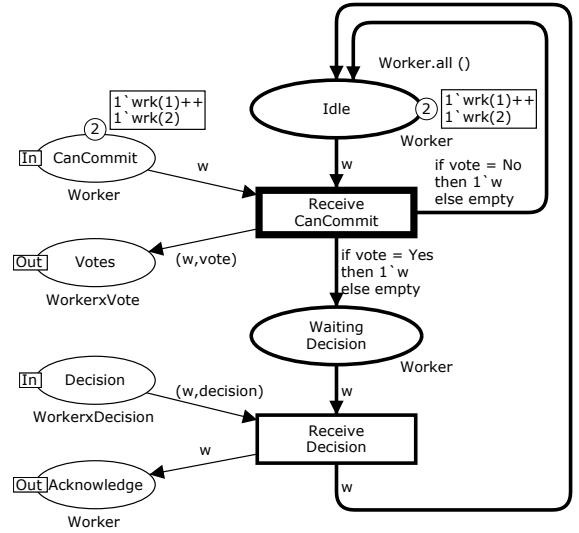 Worker.all ()
1`wrk(1)++
1`wrk(2)
2
Idle
2
1`wrk(1)++
1`wrk(2)
Worker
In
CanCommit
Worker
w
w
if vote = No
then 1`w
else empty
Receive
CanCommit
Out
Votes
WorkerxVote
(w,vote)
if vote = Yes
then 1`w
else empty
Waiting
Decision
Worker
In
Decision
WorkerxDecision
(w,decision)
w
Receive
Decision
w
Out
Acknowledge
Worker
w